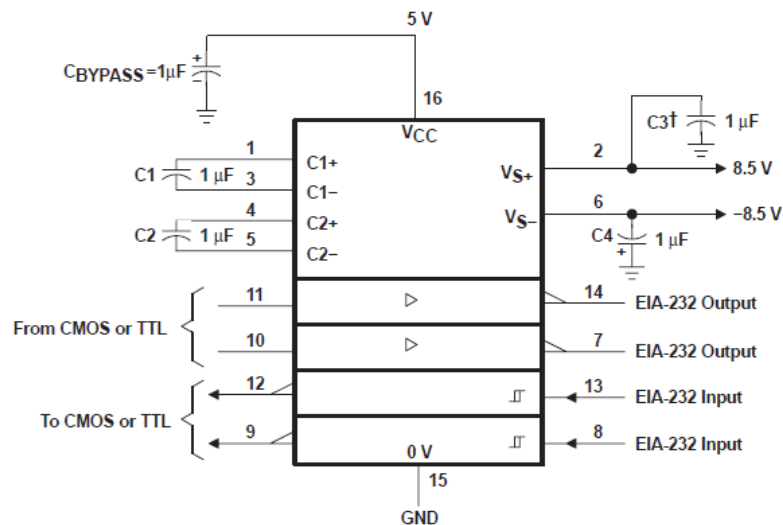 5 V
CBYPASS=1µF
+
−
16
VCC
C3†
1 µF
1
C1+
2
C1
1 µF
VS+
8.5 V
3
C1−
4
C2+
6
VS−
−8.5 V
C2
1 µF
C4
1 µF
5
C2−
+
11
14
EIA-232 Output
From CMOS or TTL
10
7
EIA-232 Output
12
13
EIA-232 Input
To CMOS or TTL
9
8
EIA-232 Input
0 V
15
GND